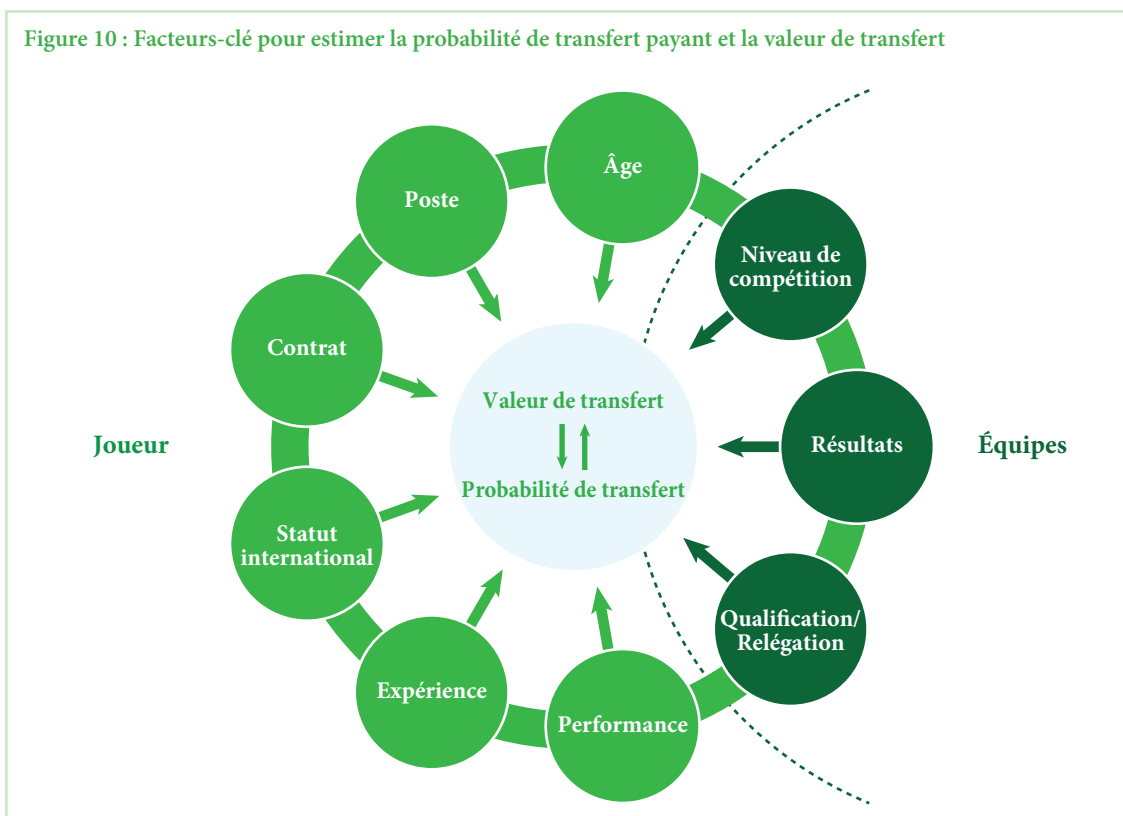 Figure 10 : Facteurs-clé pour estimer la probabilité de transfert payant et la valeur de transfert
Âge
Poste
Niveau de
compétition
Contrat
Valeur de transfert
Joueur
Résultats
Équipes
Probabilité de transfert
Statut
international
Qualification/
Relégation
Expérience
Performance